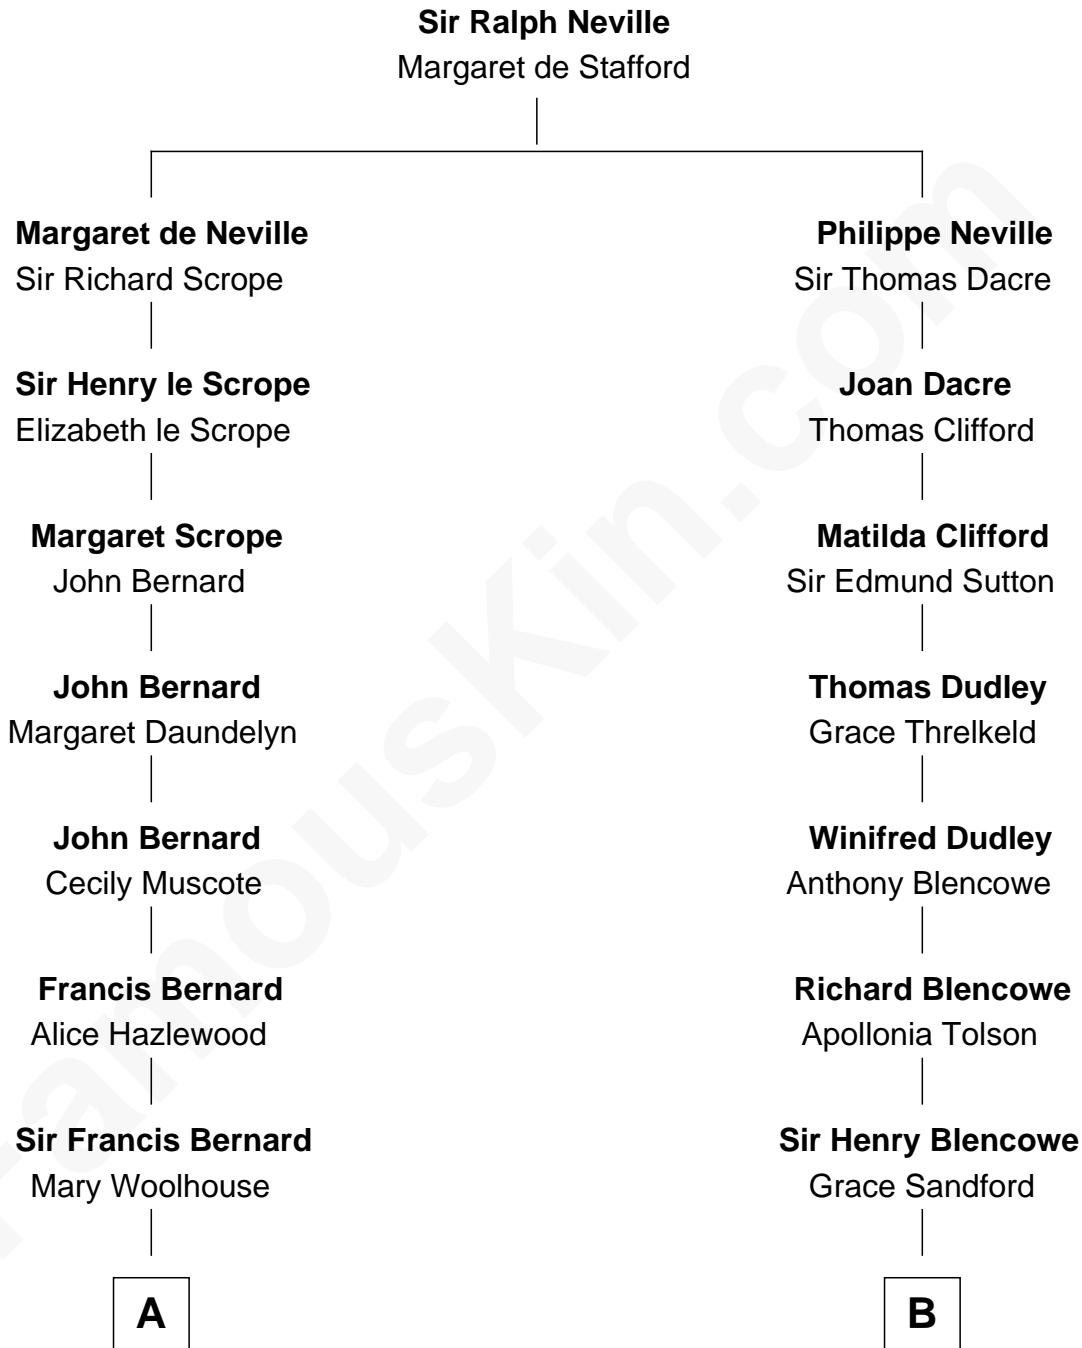 Sir Ralph Neville
Margaret de Stafford
Margaret de Neville
Sir Richard Scrope
Philippe Neville
Sir Thomas Dacre
Sir Henry le Scrope
Elizabeth le Scrope
Joan Dacre
Thomas Clifford
Margaret Scrope
John Bernard
Matilda Clifford
Sir Edmund Sutton
John Bernard
Margaret Daundelyn
Thomas Dudley
Grace Threlkeld
John Bernard
Cecily Muscote
Winifred Dudley
Anthony Blencowe
Francis Bernard
Alice Hazlewood
Richard Blencowe
Apollonia Tolson
Sir Francis Bernard
Mary Woolhouse
Sir Henry Blencowe
Grace Sandford
A
B
FamousKin.com